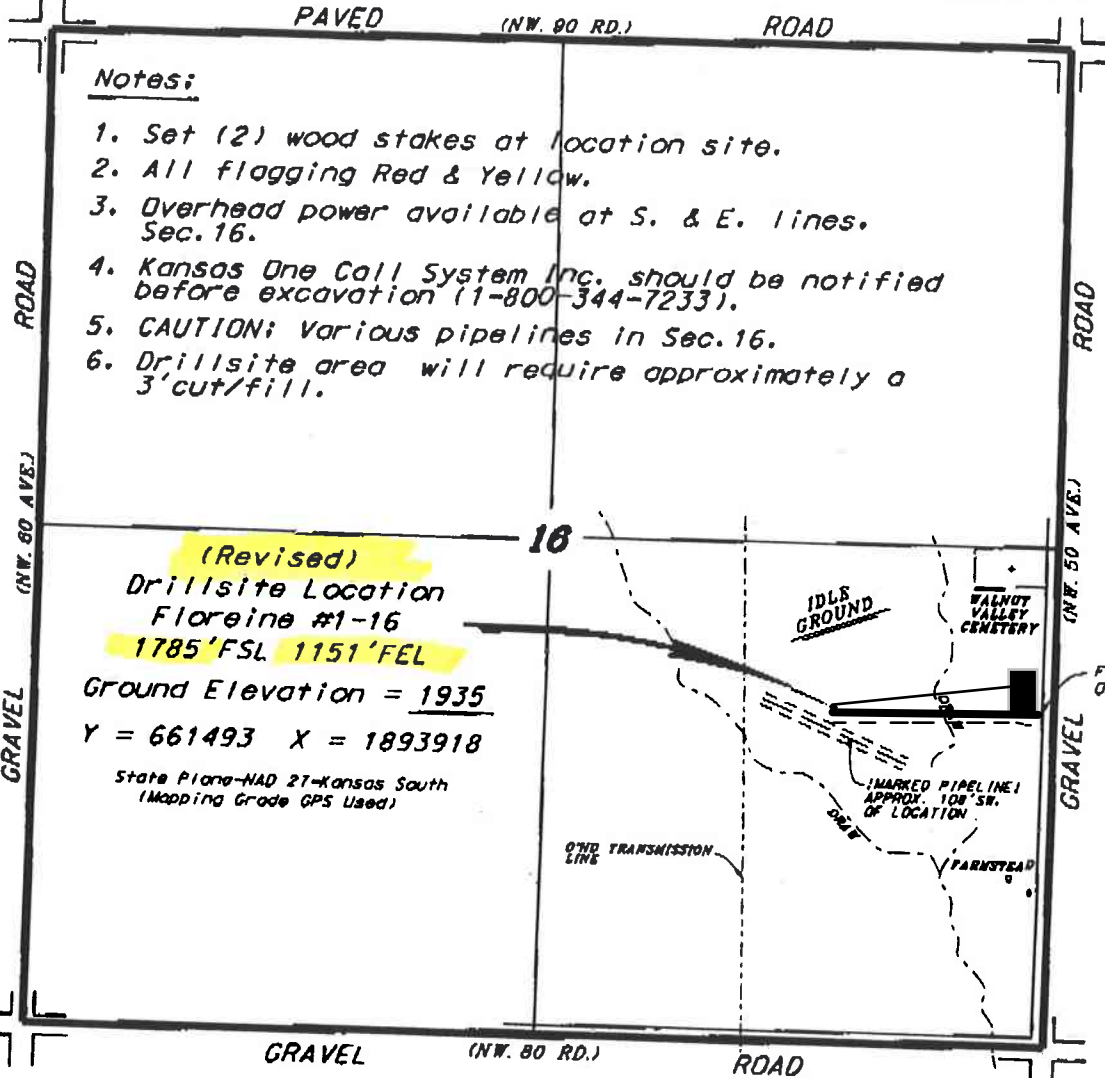 PAVED (NW. 90 RD.) ROAD
Notes:
1. Set (2) wood stakes at location site.
2. All flagging Red & Yellow.
3. Overhead power available at S. & E. lines.
Sec. 16.
4. Kansas One Call System Inc. should be notified
before excavation (1-800-344-7233).
5. CAUTION: Various pipelines in Sec. 16.
6. Drillsite area will require approximately a
3' cut/fill.
ROAD
(NW. 80 AVE.)
GRAVEL
ROAD
(NW. 50 AVE.)
GRAVEL
16
(Revised)
Drillsite Location
Floreine #1-16
1785' FSL 1151' FEL
Ground Elevation = 1935
Y = 661493 X = 1893918
State Plane-NAD 27-Kansas South
(Mapping Grade GPS Used)
IDLE
GROUND
WALNUT
VALLEY
CEMETERY
DRAW
(MARKED PIPELINE)
APPROX. 108' SW.
OF LOCATION
DRAW
O'HD TRANSMISSION
LINE
FARMSTEAD
GRAVEL (NW. 80 RD.) ROAD